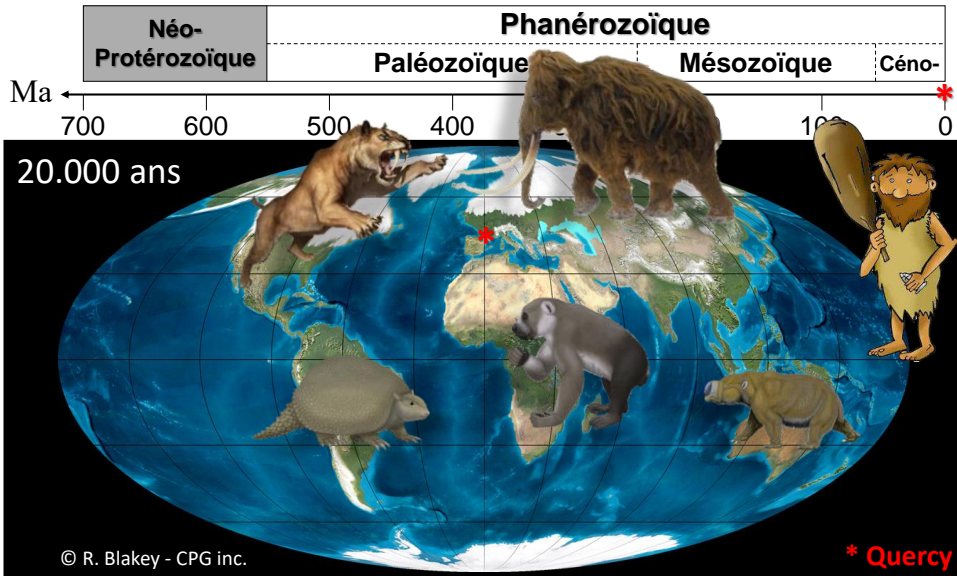 Néo-
Protérozoïque
Phanérozoïque
Paléozoïque
Mésozoïque
Céno-
Ma
*
700 600 500 400 0
20.000 ans
*
© R. Blakey - CPG inc.
* Quercy